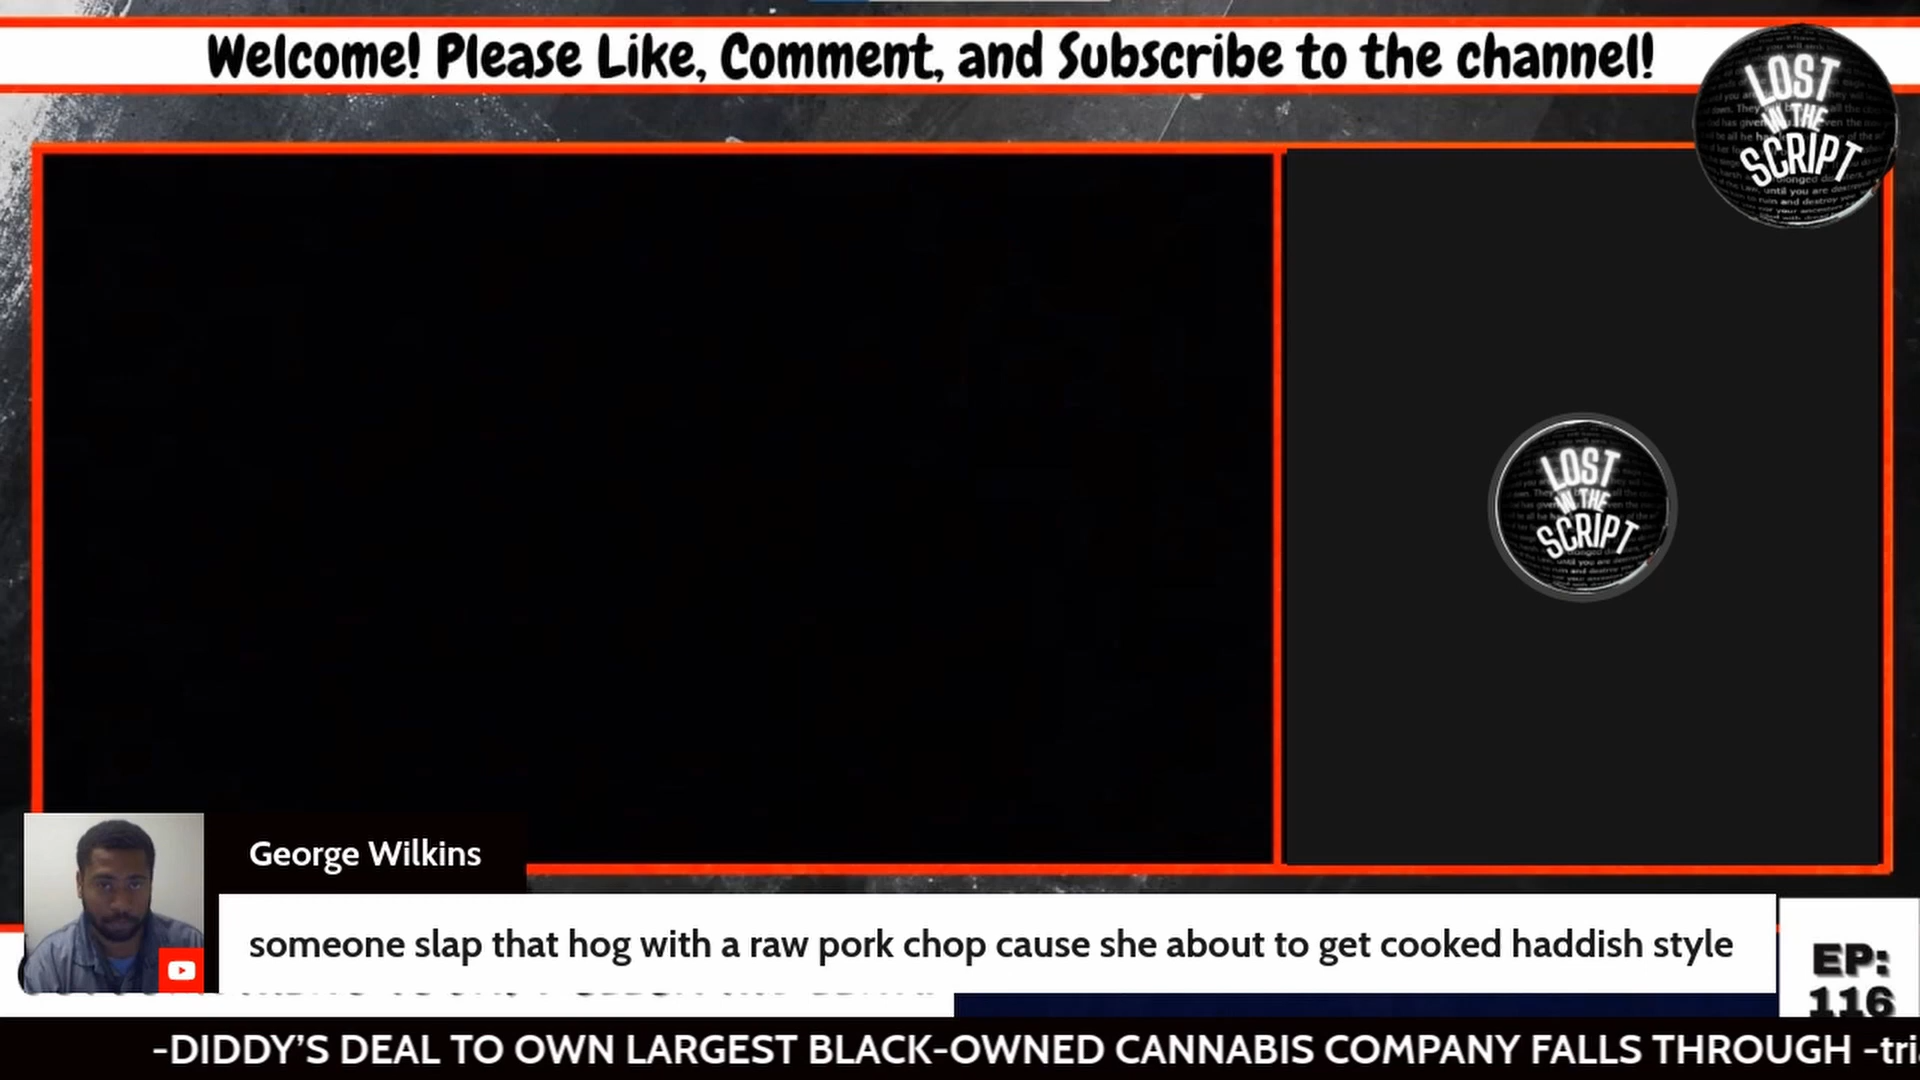 Welcome! Please Like, Comment, and Subscribe to the channel!
LOST
IN THE
SCRIPT
LOST
IN THE
SCRIPT
George Wilkins
someone slap that hog with a raw pork chop cause she about to get cooked haddish style
EP:
116
-DIDDY’S DEAL TO OWN LARGEST BLACK-OWNED CANNABIS COMPANY FALLS THROUGH